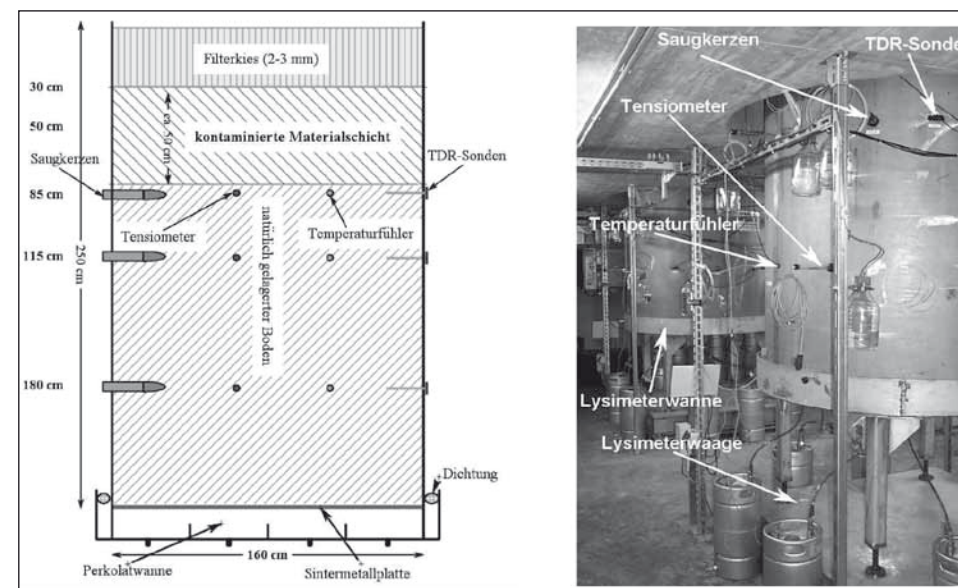 Filterkies (2-3 mm)
30 cm
ca. 50 cm
50 cm
kontaminierte Materialschicht
Saugkerzen
TDR-Sonden
85 cm
Tensiometer
Temperaturfühler
natürlich gelagerter Boden
115 cm
250 cm
180 cm
Dichtung
160 cm
Perkolatwanne
Sintermetallplatte
Saugkerzen
TDR-Sonde
Tensiometer
Temperaturfühler
Lysimeterwanne
Lysimeterwaage